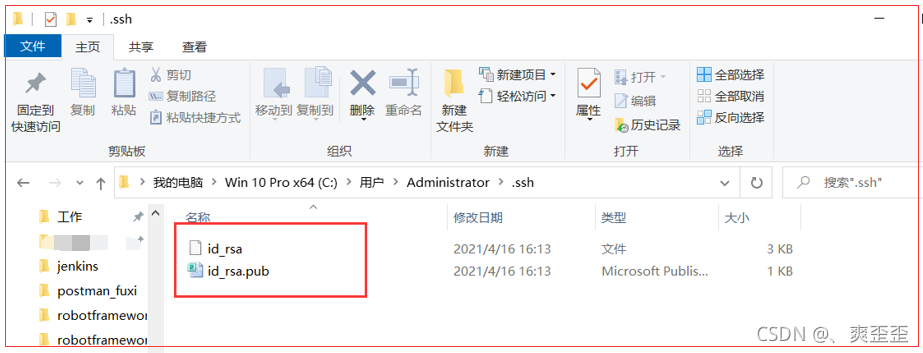 .ssh
文件 主页 共享 查看
固定到快速访问 复制 粘贴 剪切 复制路径 粘贴快捷方式 移动到 复制到 删除 重命名 新建文件夹 新建项目 轻松访问 属性 打开 编辑 历史记录 全部选择 全部取消 反向选择
剪贴板 组织 新建 打开 选择
我的电脑 Win 10 Pro x64 (C:) 用户 Administrator .ssh 搜索".ssh"
工作 名称 修改日期 类型 大小
id_rsa 2021/4/16 16:13 文件 3 KB
jenkins id_rsa.pub 2021/4/16 16:13 Microsoft Publis... 1 KB
postman_fuxi
robotframewor
robotframewor
CSDN @、爽歪歪